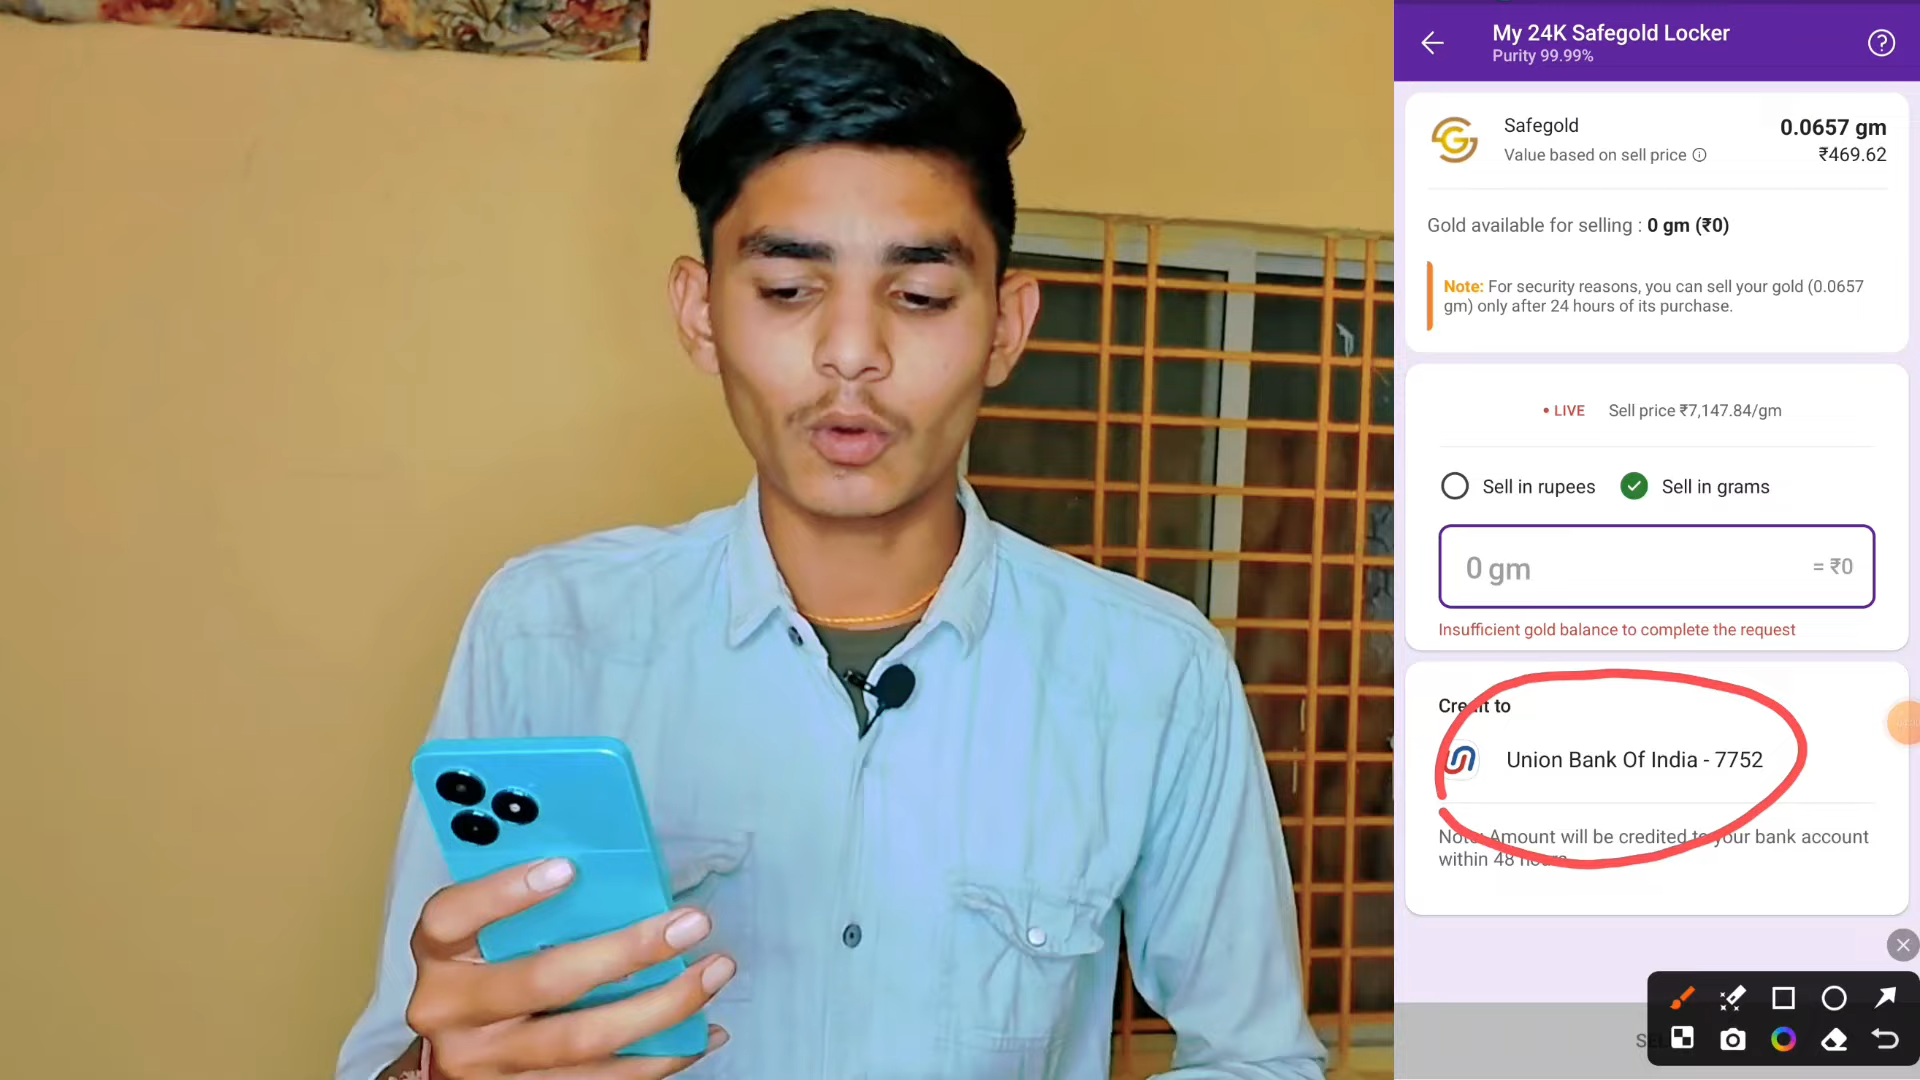 My 24K Safegold Locker
Purity 99.99%
Safegold
0.0657 gm
Value based on sell price
₹469.62
Gold available for selling : 0 gm (₹0)
Note: For security reasons, you can sell your gold (0.0657
gm) only after 24 hours of its purchase.
• LIVE Sell price ₹7,147.84/gm
Sell in rupees Sell in grams
0 gm = ₹0
Insufficient gold balance to complete the request
Credit to
Union Bank Of India - 7752
Note: Amount will be credited to your bank account
within 48 hours